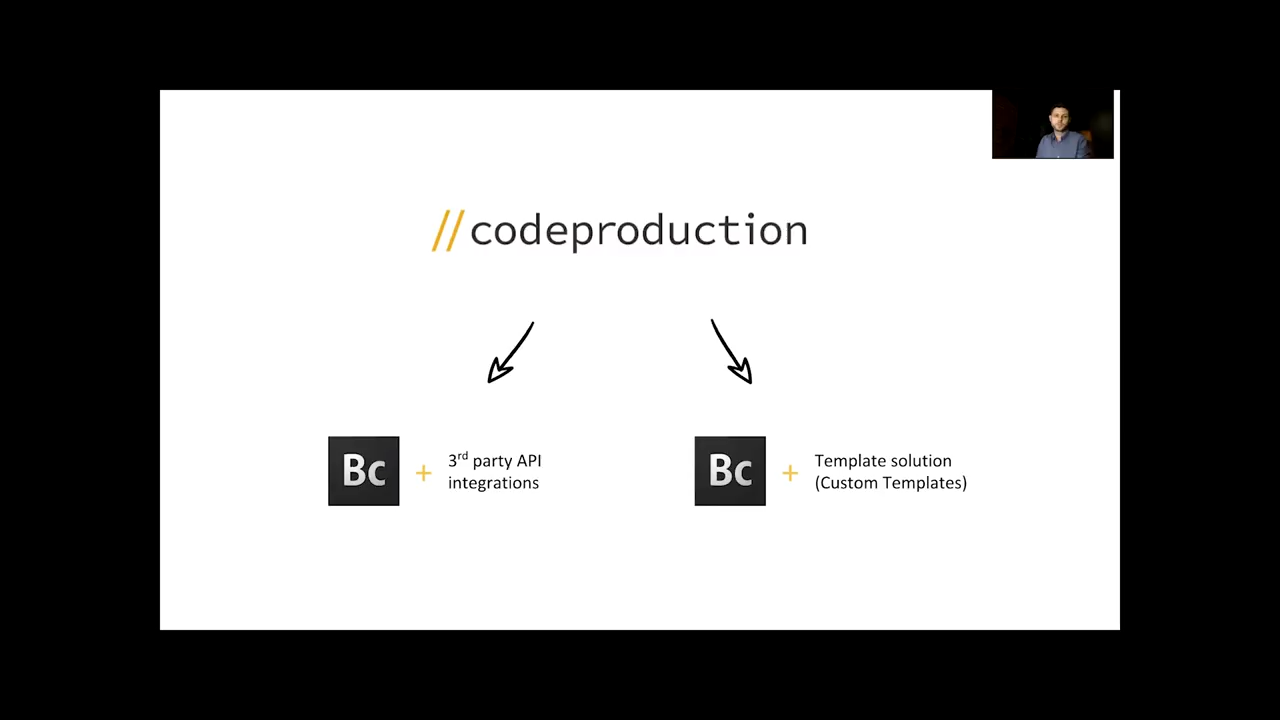 //codeproduction
Bc + 3rd party API
integrations
Bc + Template solution
(Custom Templates)